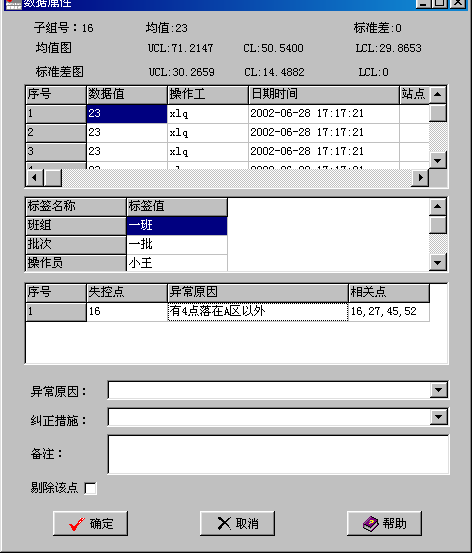 数据属性
子组号：16 均值:23 标准差:0
均值图 UCL:71.2147 CL:50.5400 LCL:29.8653
标准差图 UCL:30.2659 CL:14.4882 LCL:0
序号 数据值 操作工 日期时间 站点
1 23 xlq 2002-06-28 17:17:21
2 23 xlq 2002-06-28 17:17:21
3 23 xlq 2002-06-28 17:17:21
标签名称 标签值
班组 一班
批次 一批
操作员 小王
序号 失控点 异常原因 相关点
1 16 有4点落在A区以外 16,27,45,52
异常原因：
纠正措施：
备注：
剔除该点
确定 取消 帮助